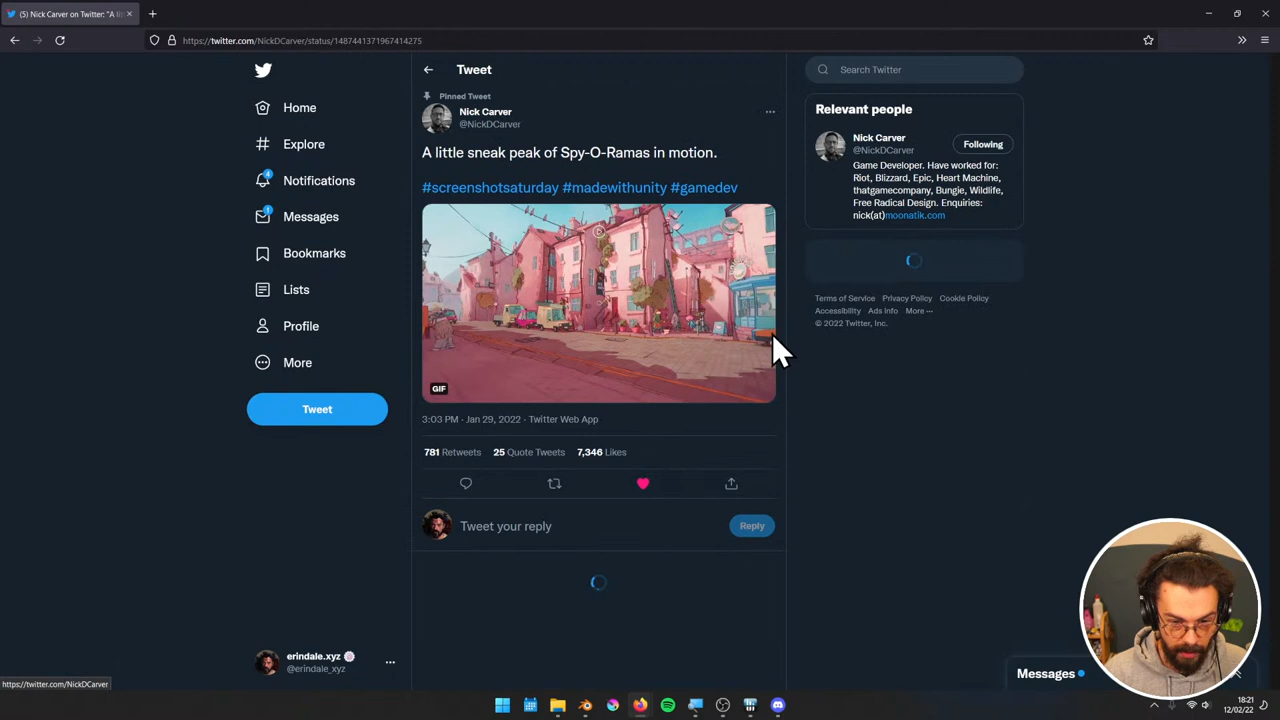 (5) Nick Carver on Twitter: "A lit
https://twitter.com/NickDCarver/status/1487441371967414275
Home
Explore
4
Notifications
1
Messages
Bookmarks
Lists
Profile
More
Tweet
erindale.xyz
@erindale_xyz
https://twitter.com/NickDCarver
Tweet
Pinned Tweet
Nick Carver
@NickDCarver
A little sneak peak of Spy-O-Ramas in motion.
#screenshotsaturday #madewithunity #gamedev
GIF
3:03 PM · Jan 29, 2022 · Twitter Web App
781 Retweets 25 Quote Tweets 7,346 Likes
Tweet your reply
Reply
Search Twitter
Relevant people
Nick Carver
@NickDCarver
Following
Game Developer. Have worked for:
Riot, Blizzard, Epic, Heart Machine,
thatgamecompany, Bungie, Wildlife,
Free Radical Design. Enquiries:
nick(at)moonatik.com
Terms of Service Privacy Policy Cookie Policy
Accessibility Ads info More ···
© 2022 Twitter, Inc.
Messages
18:21
12/02/22